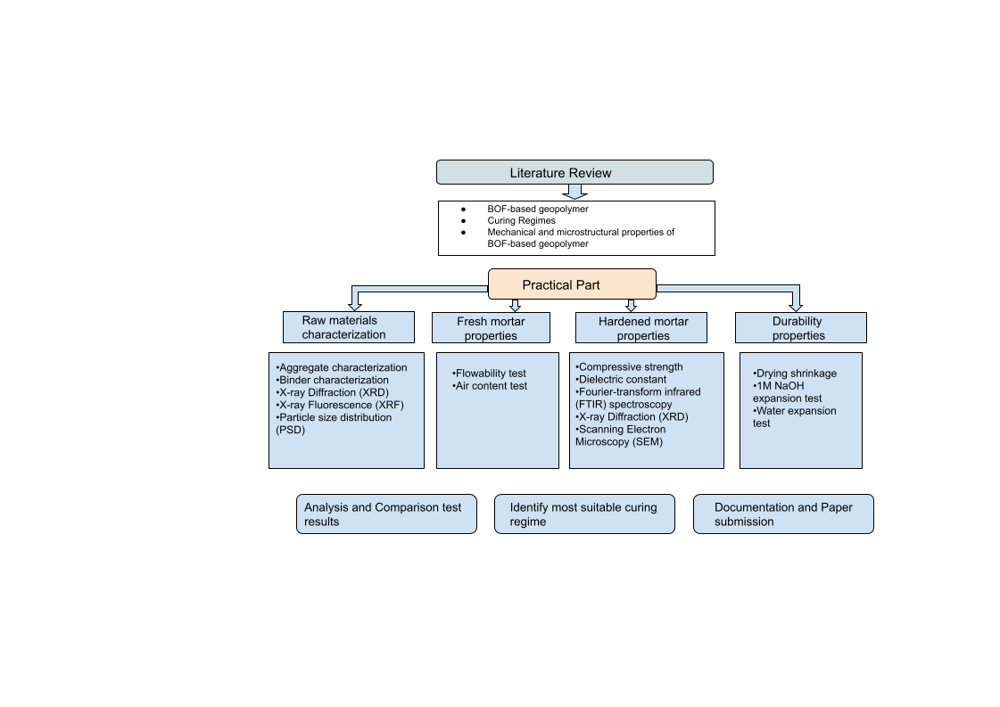 Literature Review
● BOF-based geopolymer
● Curing Regimes
● Mechanical and microstructural properties of
BOF-based geopolymer
Practical Part
Raw materials
characterization
Fresh mortar
properties
Hardened mortar
properties
Durability
properties
•Aggregate characterization
•Binder characterization
•X-ray Diffraction (XRD)
•X-ray Fluorescence (XRF)
•Particle size distribution
(PSD)
•Flowability test
•Air content test
•Compressive strength
•Dielectric constant
•Fourier-transform infrared
(FTIR) spectroscopy
•X-ray Diffraction (XRD)
•Scanning Electron
Microscopy (SEM)
•Drying shrinkage
•1M NaOH
expansion test
•Water expansion
test
Analysis and Comparison test
results
Identify most suitable curing
regime
Documentation and Paper
submission